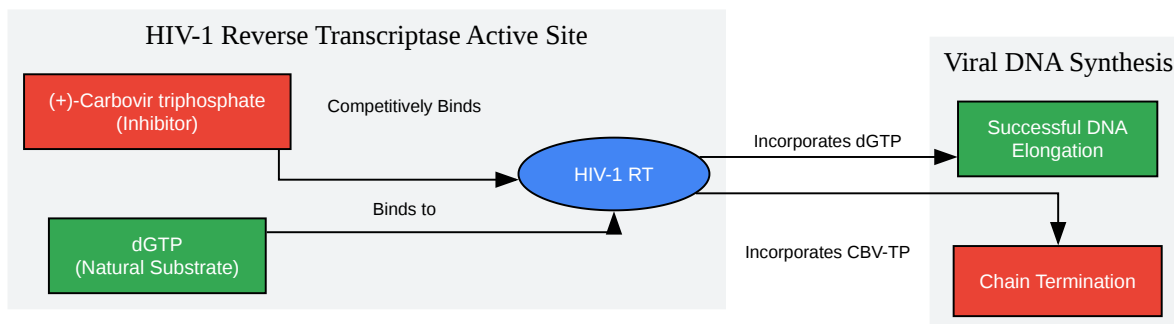 HIV-1 Reverse Transcriptase Active Site
(+)-Carbovir triphosphate
(Inhibitor)
Competitively Binds
HIV-1 RT
Binds to
dGTP
(Natural Substrate)
Incorporates dGTP
Incorporates CBV-TP
Viral DNA Synthesis
Successful DNA
Elongation
Chain Termination